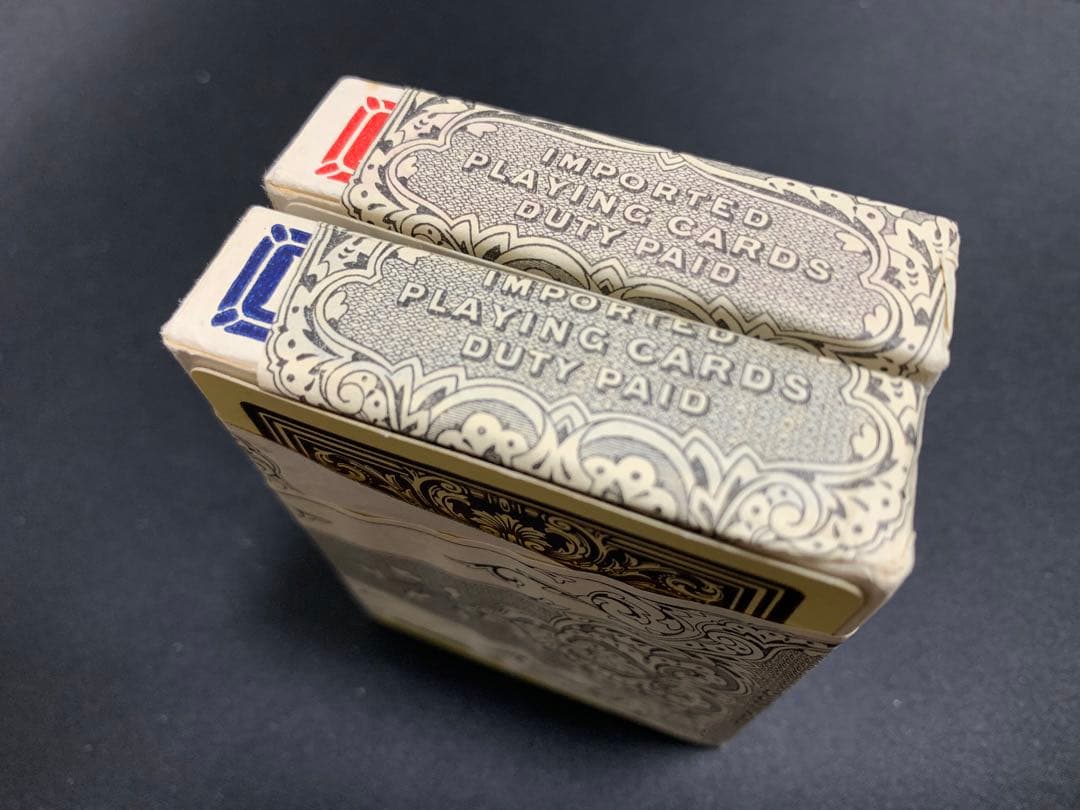 IMPORTED
PLAYING CARDS
DUTY PAID
IMPORTED
PLAYING CARDS
DUTY PAID